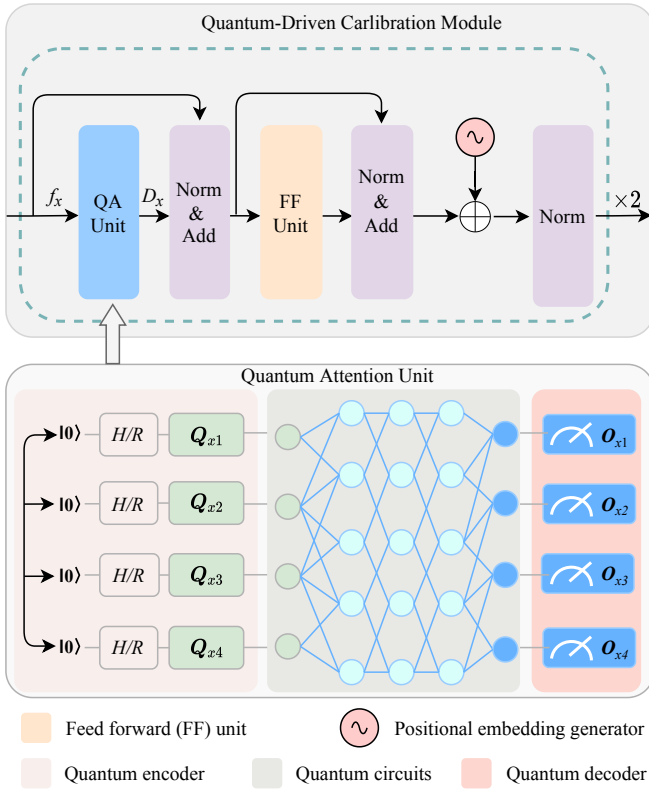 Quantum-Driven Carlibration Module
f_x
QA
Unit
D_x
Norm
&
Add
FF
Unit
Norm
&
Add
Norm
×2
Quantum Attention Unit
|0⟩ H/R Q_x1 O_x1
|0⟩ H/R Q_x2 O_x2
|0⟩ H/R Q_x3 O_x3
|0⟩ H/R Q_x4 O_x4
Feed forward (FF) unit
Positional embedding generator
Quantum encoder
Quantum circuits
Quantum decoder